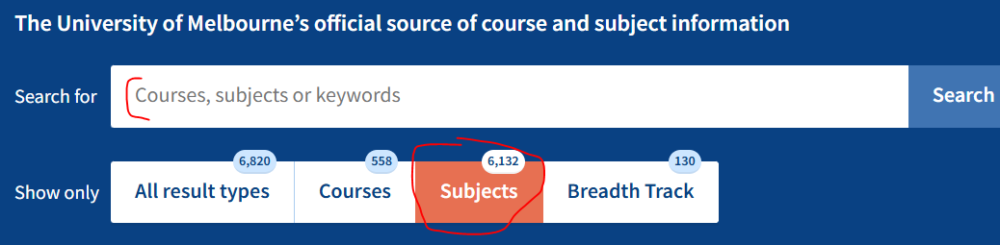 The University of Melbourne’s official source of course and subject information
Search for
Courses, subjects or keywords
Search
6,820
558
6,132
130
Show only
All result types
Courses
Subjects
Breadth Track